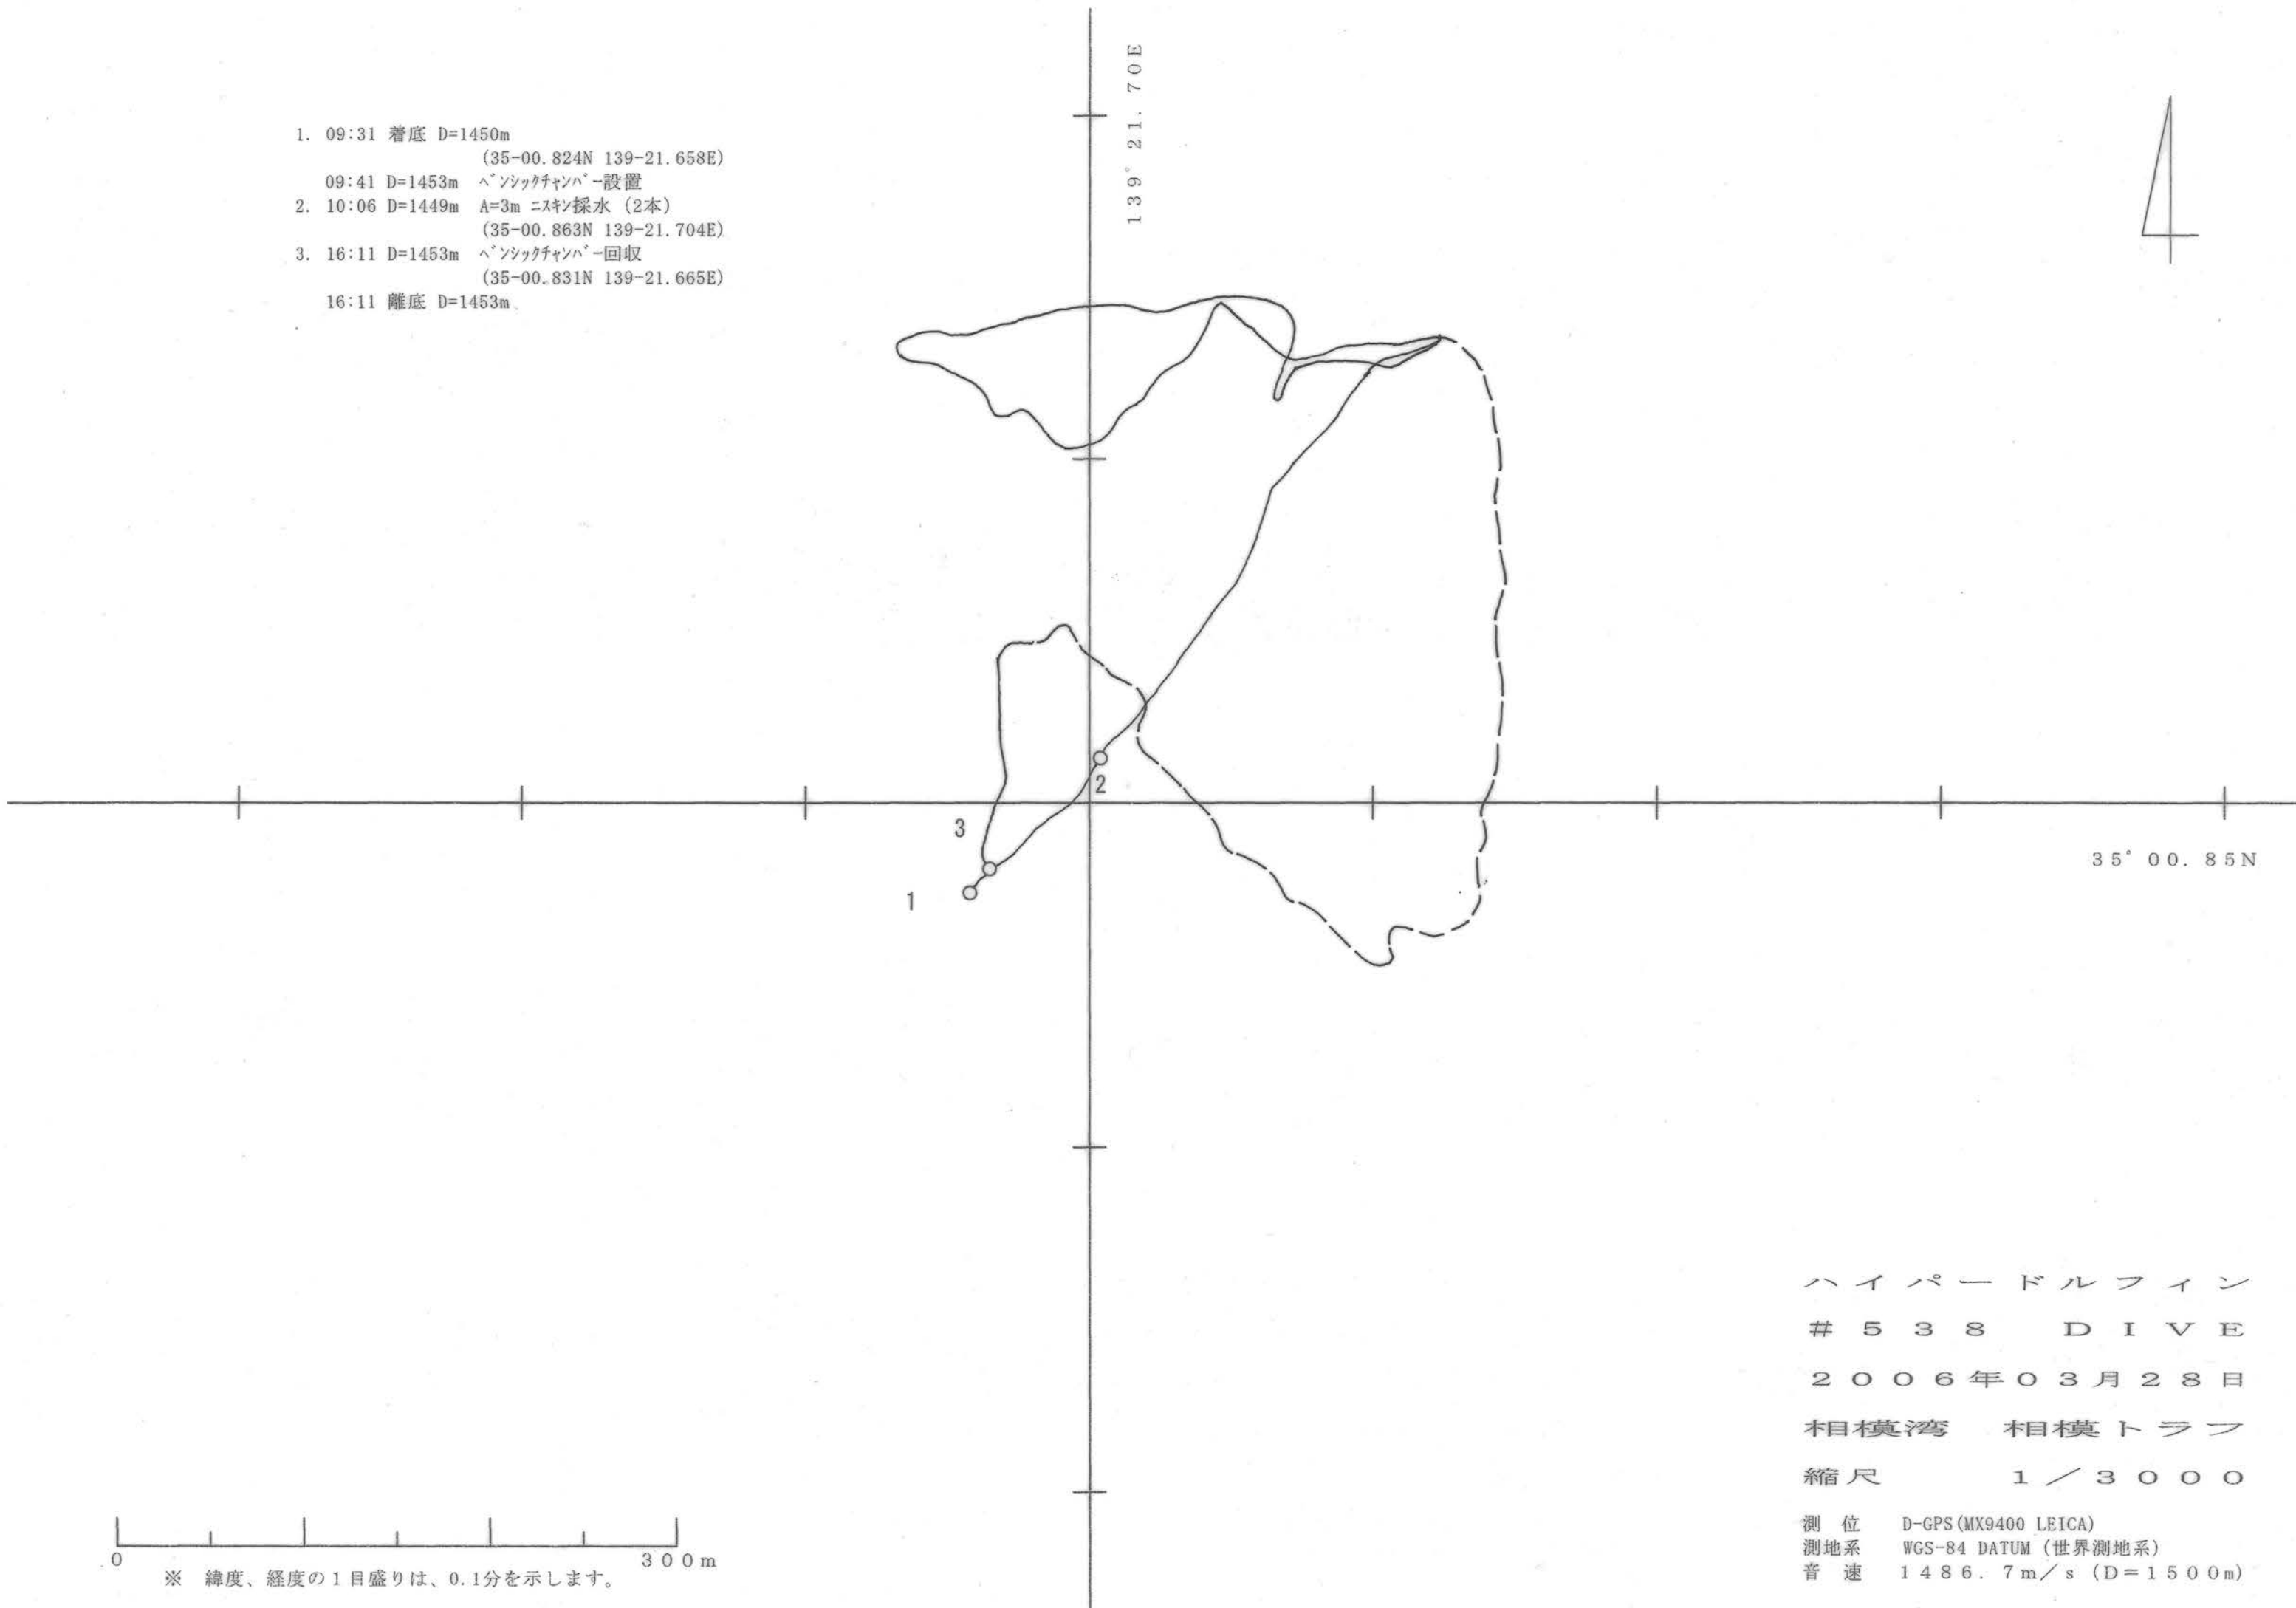 1. 09:31 着底 D=1450m
(35-00.824N 139-21.658E)
09:41 D=1453m ﾍﾞﾝｼｯｸﾁｬﾝﾊﾞｰ設置
2. 10:06 D=1449m A=3m ﾆｽｷﾝ採水 (2本)
(35-00.863N 139-21.704E)
3. 16:11 D=1453m ﾍﾞﾝｼｯｸﾁｬﾝﾊﾞｰ回収
(35-00.831N 139-21.665E)
16:11 離底 D=1453m
139°21.70E
2
3
1
35°00.85N
ハイパードルフィン
#538 DIVE
2006年03月28日
相模湾 相模トラフ
縮尺 1/3000
測位 D-GPS(MX9400 LEICA)
測地系 WGS-84 DATUM (世界測地系)
音速 1486.7m/s (D=1500m)
0 300m
※ 緯度、経度の1目盛りは、0.1分を示します。